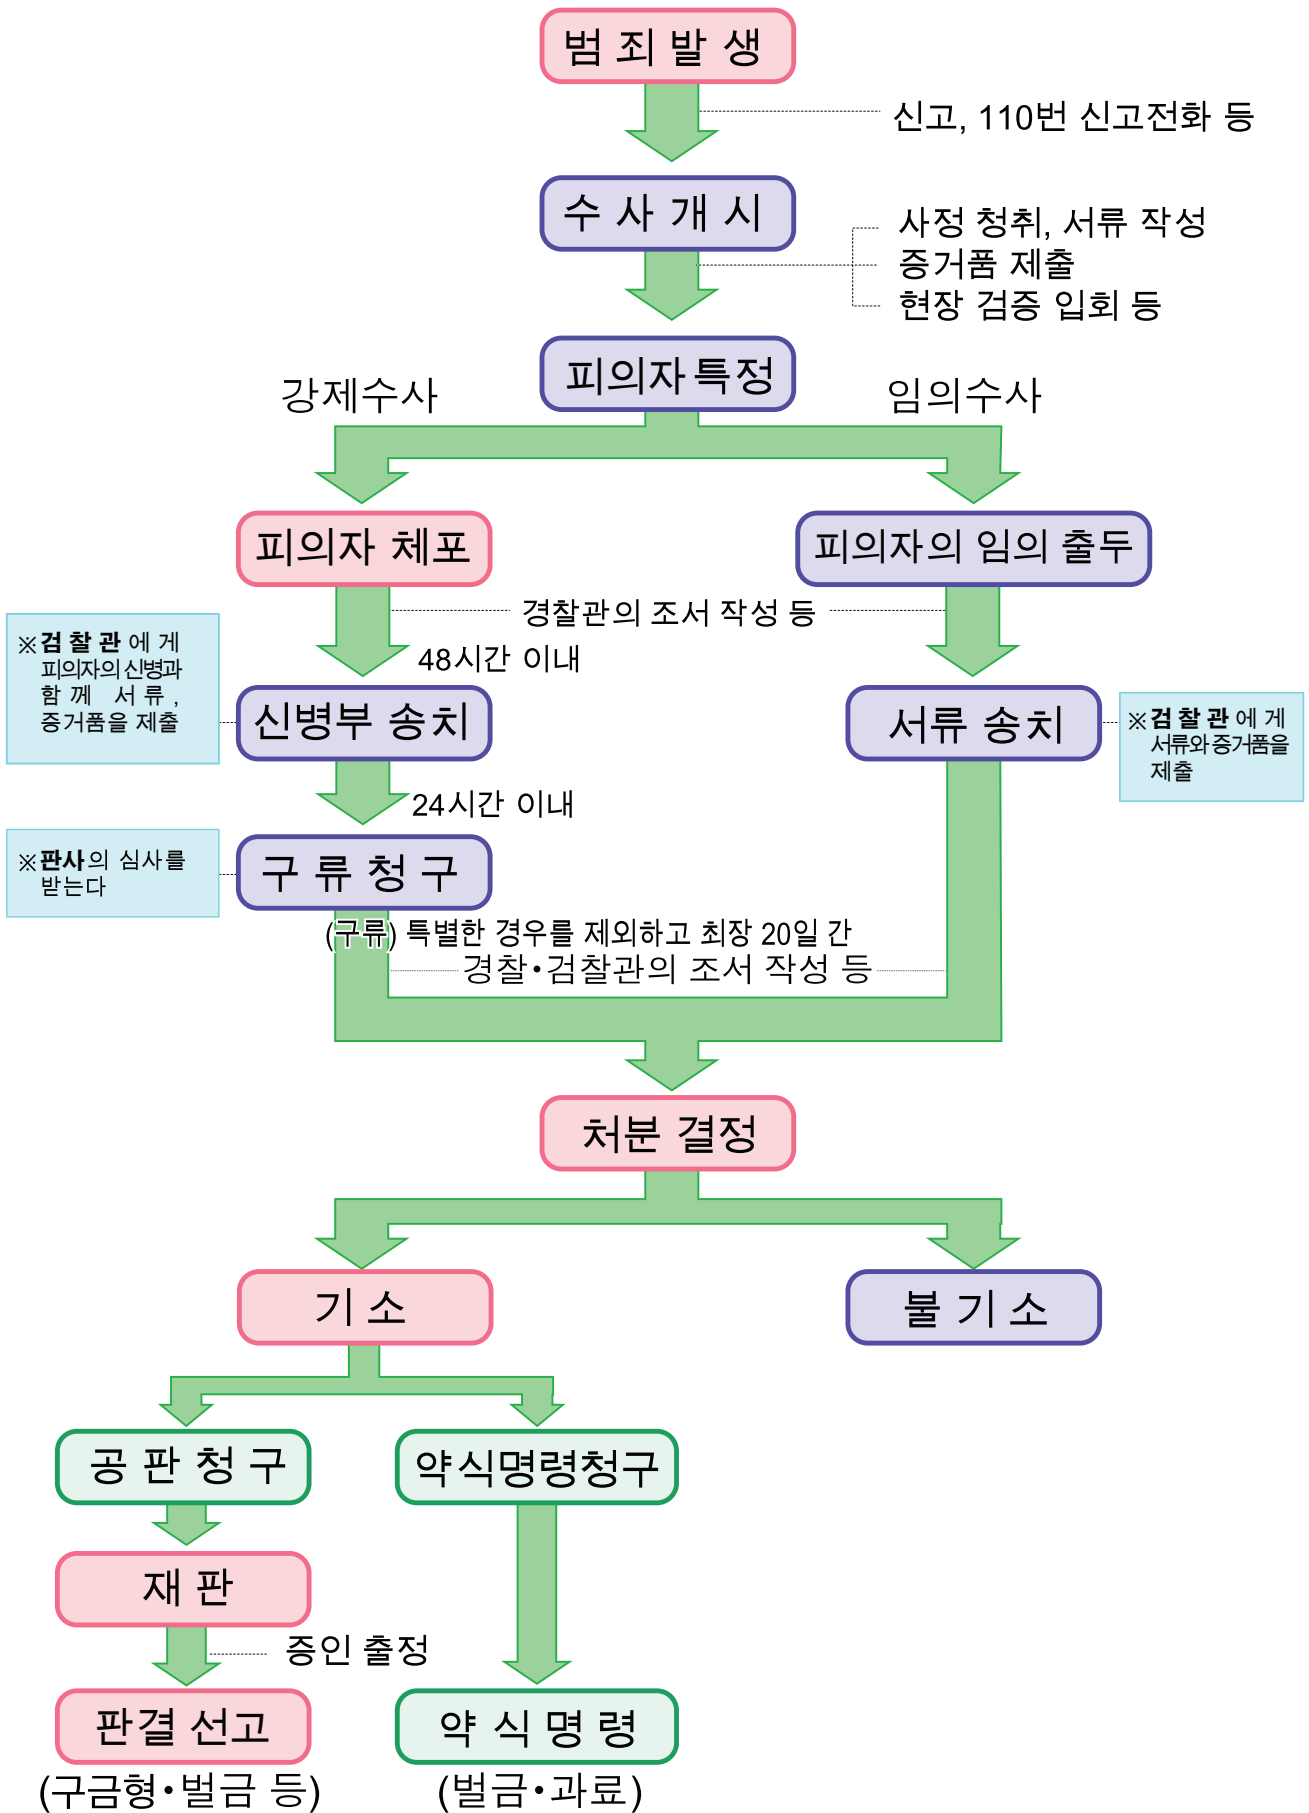 범죄발생
신고, 110번 신고전화 등
수사개시
사정 청취, 서류 작성
증거품 제출
현장 검증 입회 등
피의자 특정
강제수사
임의수사
피의자 체포
피의자의 임의 출두
경찰관의 조서 작성 등
48시간 이내
※검찰관에게
피의자의 신병과
함께 서류,
증거품을 제출
신병부 송치
서류 송치
※검찰관에게
서류와 증거품을
제출
24시간 이내
※판사의 심사를
받는다
구류청구
(구류) 특별한 경우를 제외하고 최장 20일 간
경찰•검찰관의 조서 작성 등
처분 결정
기소
불기소
공판청구
약식명령청구
재판
증인 출정
판결 선고
약식명령
(구금형•벌금 등)
(벌금•과료)